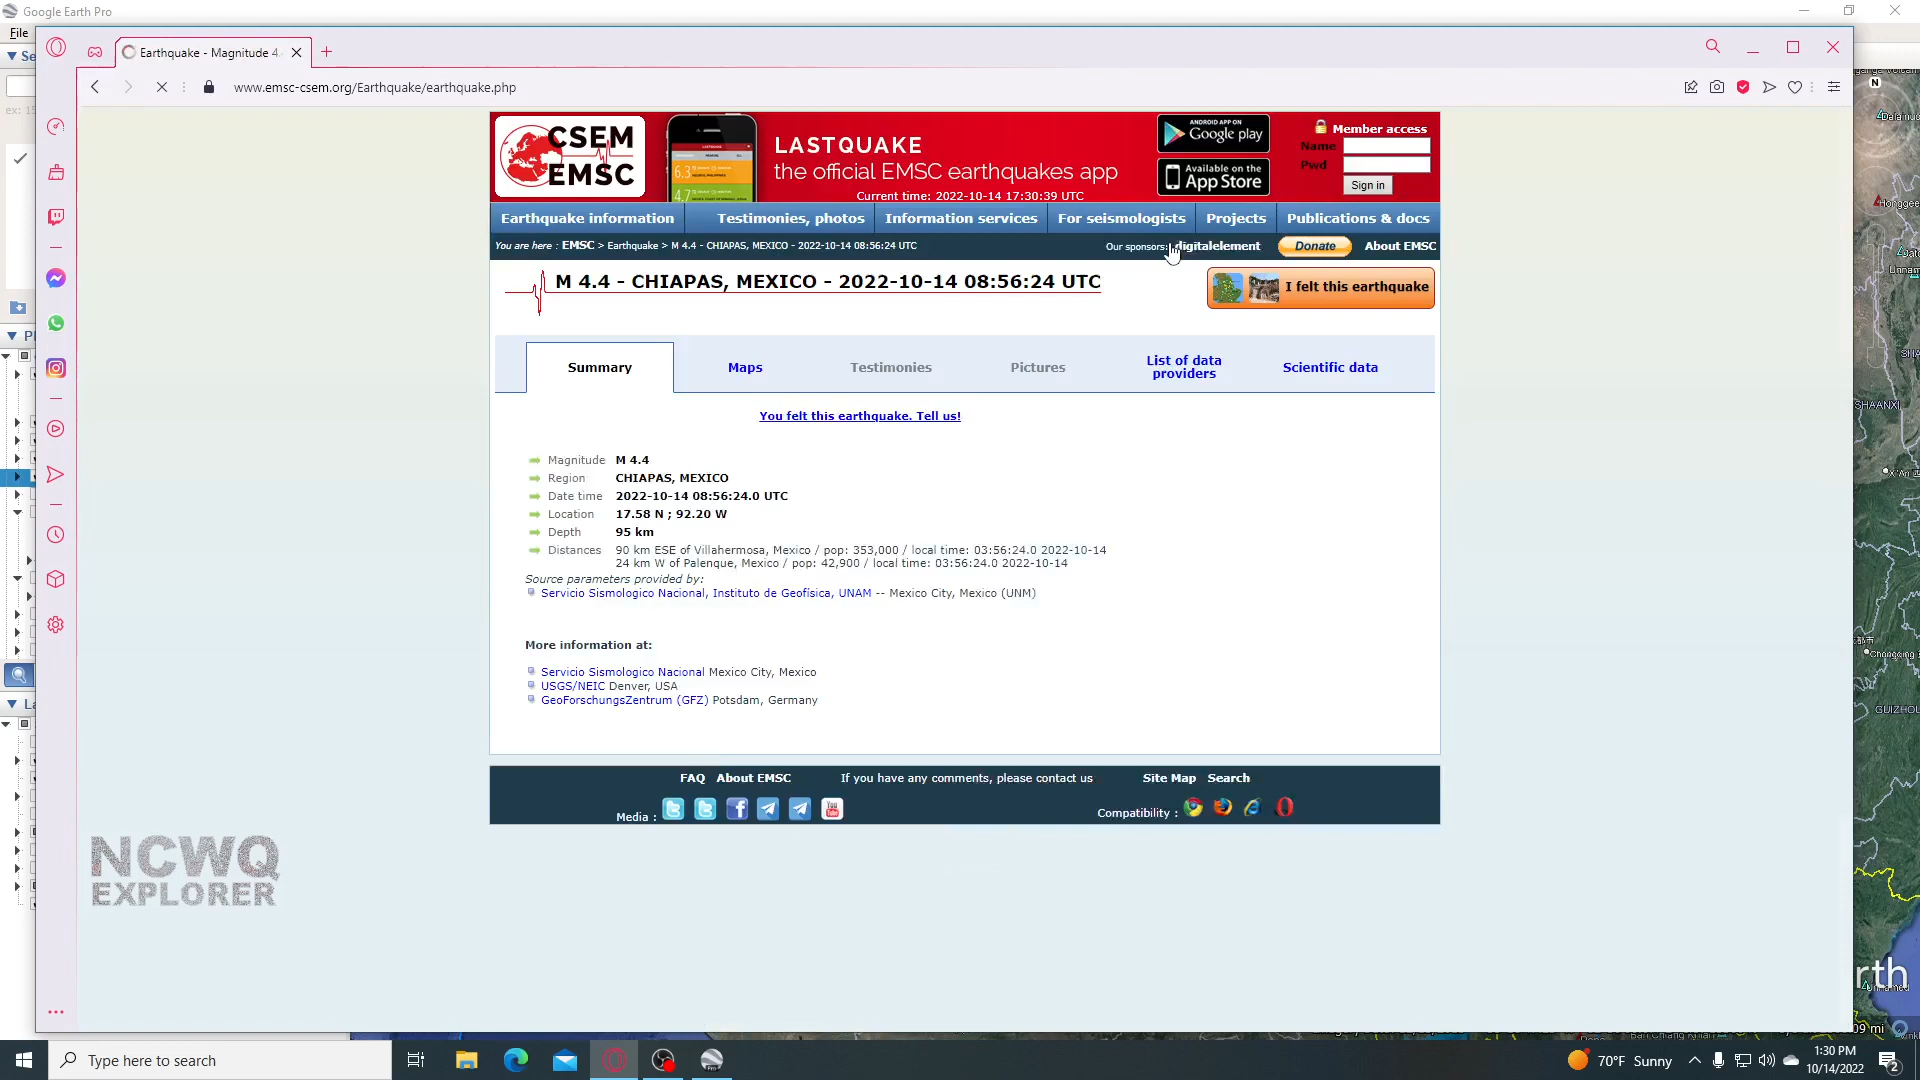 Google Earth Pro
File
Earthquake - Magnitude 4.
www.emsc-csem.org/Earthquake/earthquake.php
CSEM
EMSC
LASTQUAKE
the official EMSC earthquakes app
Current time: 2022-10-14 17:30:39 UTC
ANDROID APP ON
Google play
Available on the
App Store
Member access
Name
Pwd
Sign in
Earthquake information
Testimonies, photos
Information services
For seismologists
Projects
Publications & docs
You are here : EMSC > Earthquake > M 4.4 - CHIAPAS, MEXICO - 2022-10-14 08:56:24 UTC
Our sponsors: digitalelement
Donate
About EMSC
M 4.4 - CHIAPAS, MEXICO - 2022-10-14 08:56:24 UTC
I felt this earthquake
Summary
Maps
Testimonies
Pictures
List of data
providers
Scientific data
You felt this earthquake. Tell us!
Magnitude M 4.4
Region CHIAPAS, MEXICO
Date time 2022-10-14 08:56:24.0 UTC
Location 17.58 N ; 92.20 W
Depth 95 km
Distances 90 km ESE of Villahermosa, Mexico / pop: 353,000 / local time: 03:56:24.0 2022-10-14
24 km W of Palenque, Mexico / pop: 42,900 / local time: 03:56:24.0 2022-10-14
Source parameters provided by:
Servicio Sismologico Nacional, Instituto de Geofísica, UNAM -- Mexico City, Mexico (UNM)
More information at:
Servicio Sismologico Nacional Mexico City, Mexico
USGS/NEIC Denver, USA
GeoForschungsZentrum (GFZ) Potsdam, Germany
FAQ About EMSC If you have any comments, please contact us Site Map Search
Media :
Compatibility :
NCWQ
EXPLORER
SHAANXI
Chongqing
GUIZHOU
rth
Unnamed
Type here to search
70°F Sunny
1:30 PM
10/14/2022
2